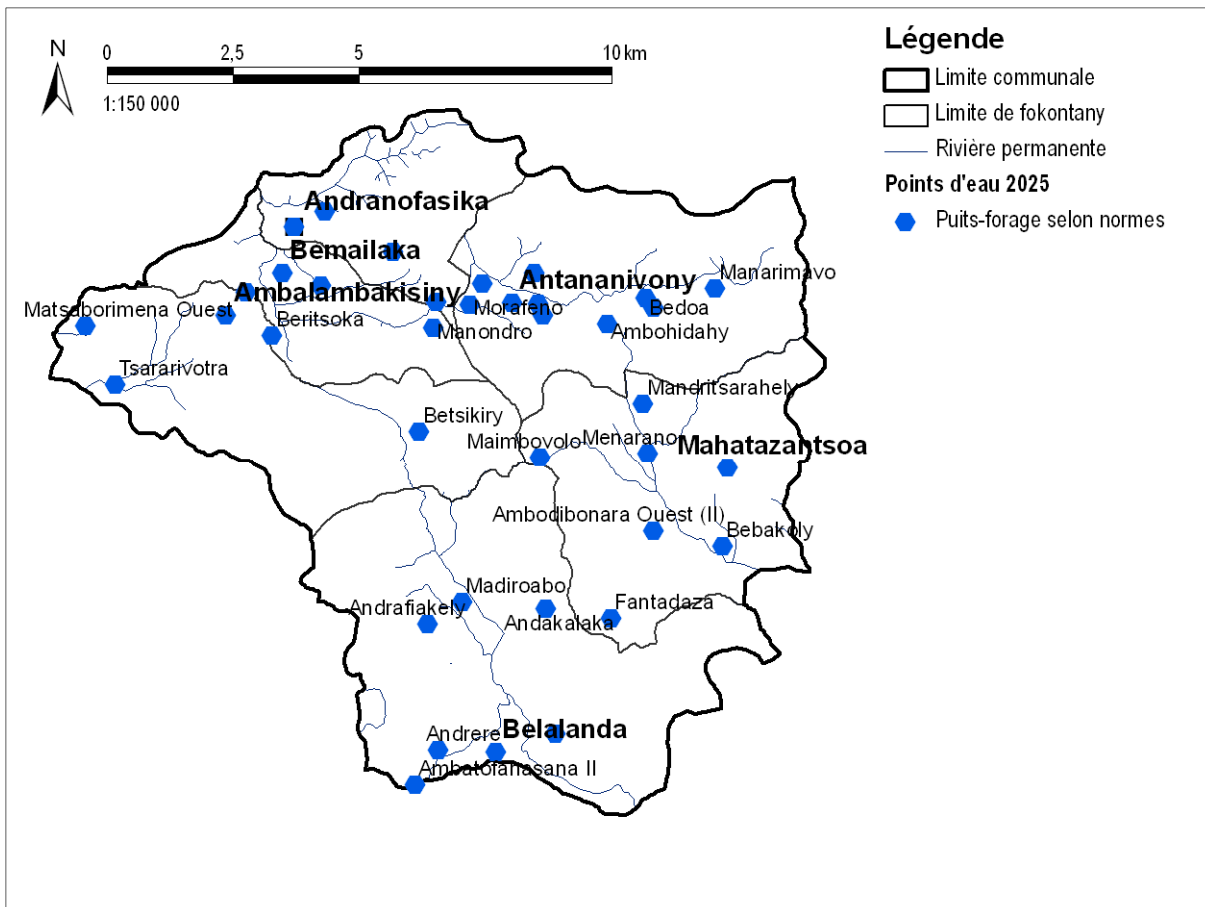 N
0 2,5 5 10 km
1:150 000
Légende
Limite communale
Limite de fokontany
Rivière permanente
Points d'eau 2025
Puits-forage selon normes
Andranofasika
Bemailaka
Antananivony
Manarimavo
Ambalambakisiny
Matsaborimena Ouest
Morafeno
Bedoa
Beritsoka
Manondro
Ambohidahy
Tsararivotra
Mandritsarahely
Betsikiry
Maimbovolo
Menarano
Mahatazantsoa
Ambodibonara Ouest (II)
Bebakoly
Madiroabo
Andrafiakely
Fantadaza
Andakalaka
Andrere
Belalanda
Ambatofanasana II